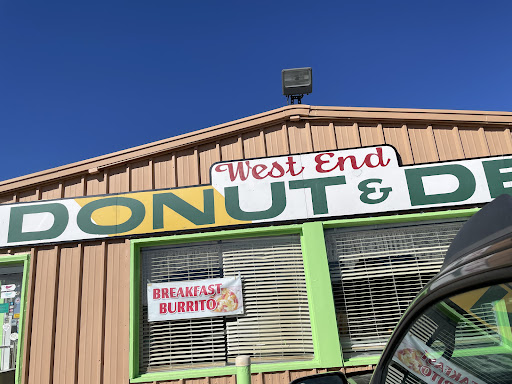 West End
DONUT & DE
BREAKFAST
BURRITO